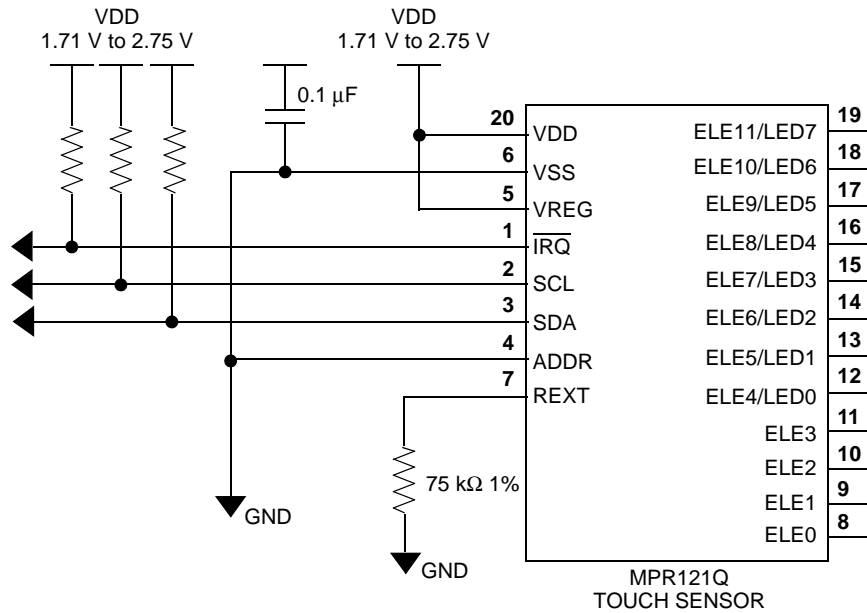 VDD
1.71 V to 2.75 V
VDD
1.71 V to 2.75 V
0.1 μF
20
VDD
6
VSS
5
VREG
1
IRQ
2
SCL
3
SDA
4
ADDR
7
REXT
75 kΩ 1%
GND
GND
ELE11/LED7
19
ELE10/LED6
18
ELE9/LED5
17
ELE8/LED4
16
ELE7/LED3
15
ELE6/LED2
14
ELE5/LED1
13
ELE4/LED0
12
ELE3
11
ELE2
10
ELE1
9
ELE0
8
MPR121Q
TOUCH SENSOR